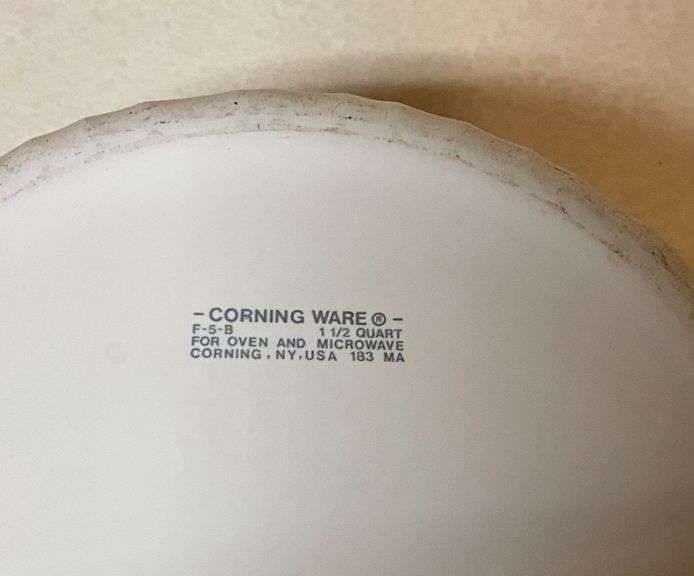 - CORNING WARE ® -
F-5-B 1 1/2 QUART
FOR OVEN AND MICROWAVE
CORNING, NY, USA 183 MA